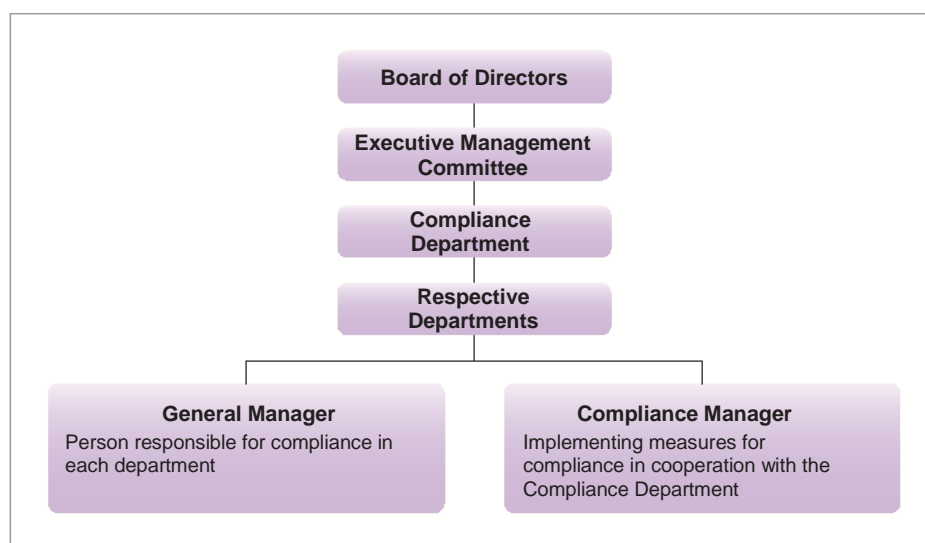 Board of Directors
Executive Management
Committee
Compliance
Department
Respective
Departments
General Manager
Person responsible for compliance in
each department
Compliance Manager
Implementing measures for
compliance in cooperation with the
Compliance Department